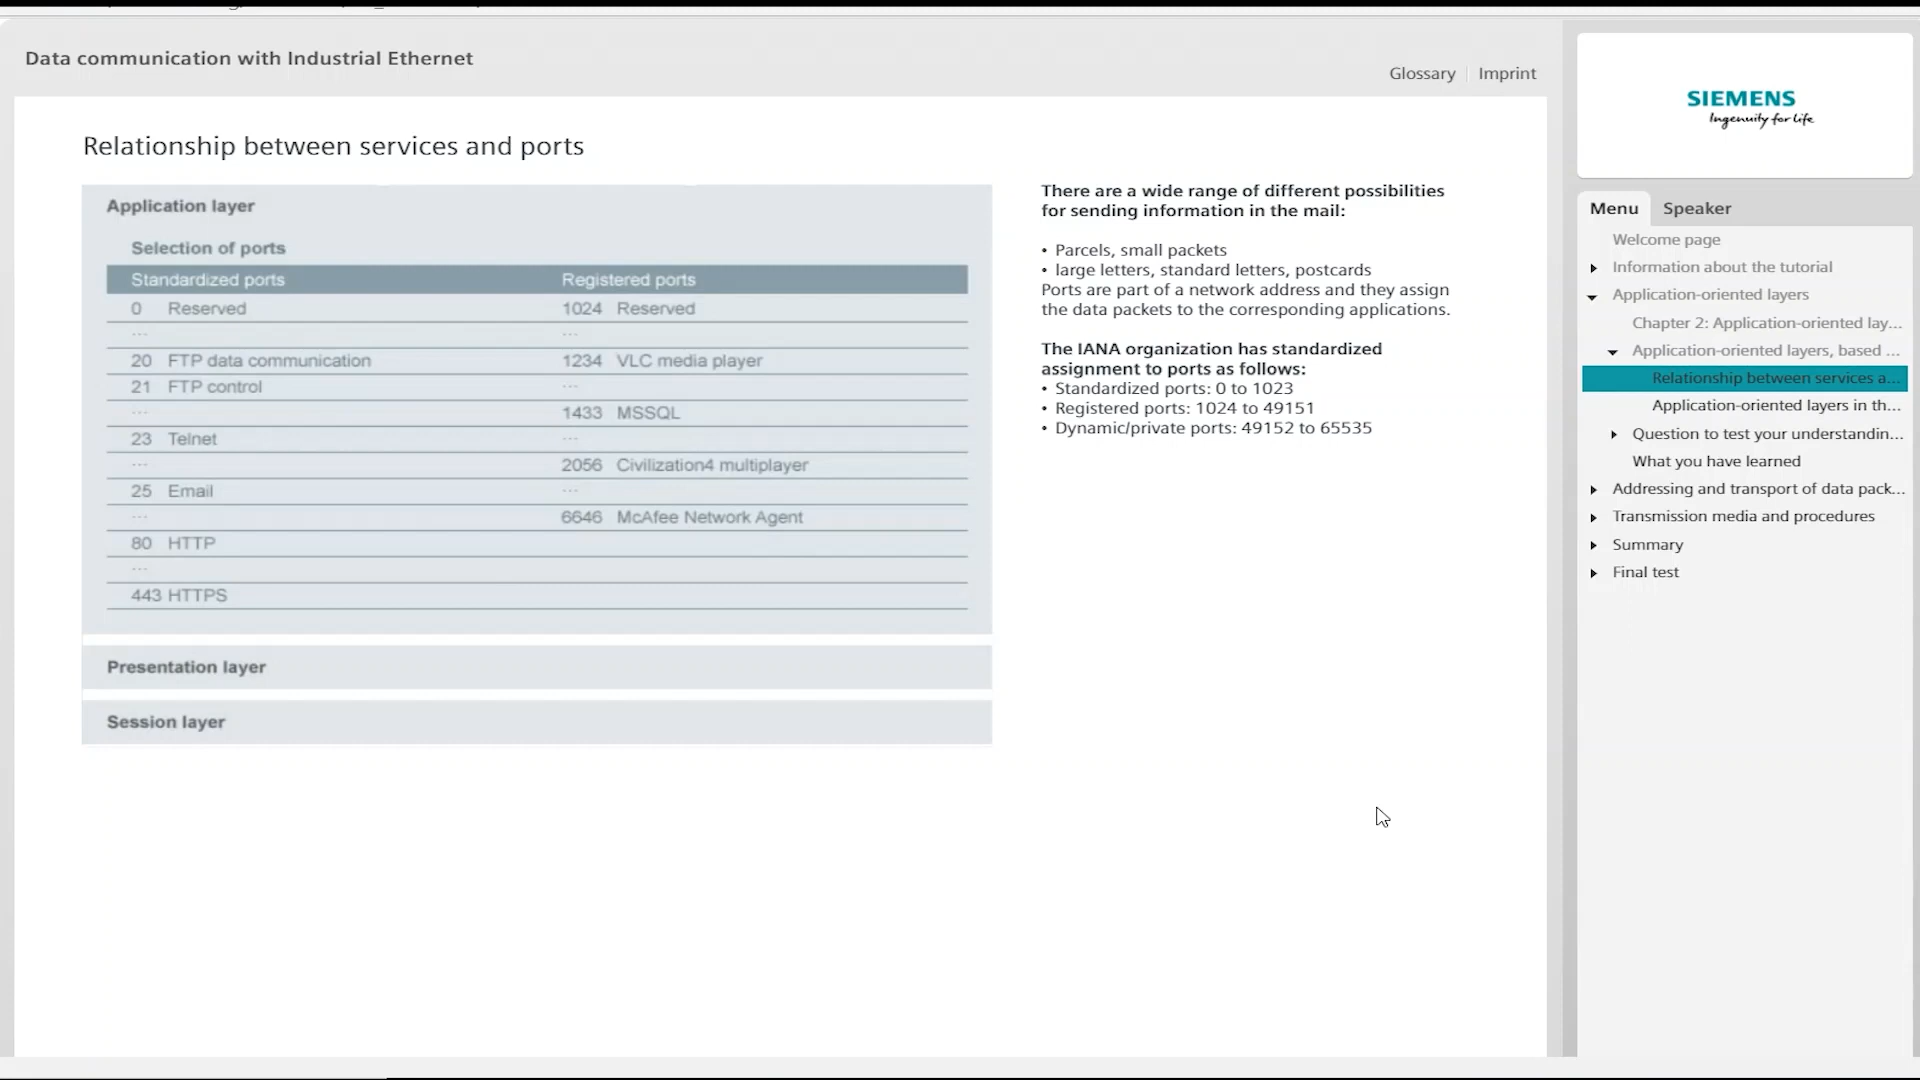 Data communication with Industrial Ethernet
Glossary
Imprint
Relationship between services and ports
Application layer
Selection of ports
Standardized ports Registered ports
0 Reserved 1024 Reserved
... ...
20 FTP data communication 1234 VLC media player
21 FTP control ...
... 1433 MSSQL
23 Telnet ...
... 2056 Civilization4 multiplayer
25 Email ...
... 6646 McAfee Network Agent
80 HTTP
...
443 HTTPS
Presentation layer
Session layer
There are a wide range of different possibilities
for sending information in the mail:
• Parcels, small packets
• large letters, standard letters, postcards
Ports are part of a network address and they assign
the data packets to the corresponding applications.
The IANA organization has standardized
assignment to ports as follows:
• Standardized ports: 0 to 1023
• Registered ports: 1024 to 49151
• Dynamic/private ports: 49152 to 65535
SIEMENS
Ingenuity for life
Menu Speaker
Welcome page
Information about the tutorial
Application-oriented layers
Chapter 2: Application-oriented lay...
Application-oriented layers, based ...
Relationship between services a...
Application-oriented layers in th...
Question to test your understandin...
What you have learned
Addressing and transport of data pack...
Transmission media and procedures
Summary
Final test